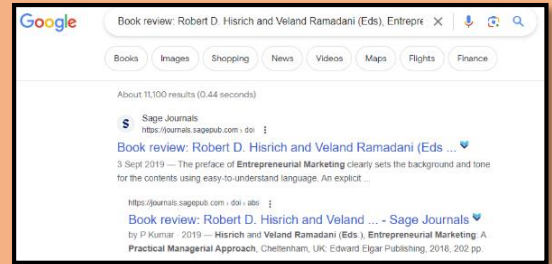 Google
Book review: Robert D. Hisrich and Veland Ramadani (Eds), Entrepre
Books Images Shopping News Videos Maps Flights Finance
About 11,100 results (0.44 seconds)
S Sage Journals
https://journals.sagepub.com › doi
Book review: Robert D. Hisrich and Veland Ramadani (Eds ...
3 Sept 2019 — The preface of Entrepreneurial Marketing clearly sets the background and tone
for the contents using easy-to-understand language. An explicit ...
https://journals.sagepub.com › doi › abs
Book review: Robert D. Hisrich and Veland ... - Sage Journals
by P Kumar · 2019 — Hisrich and Veland Ramadani (Eds.), Entrepreneurial Marketing: A
Practical Managerial Approach, Cheltenham, UK: Edward Elgar Publishing, 2018, 202 pp.